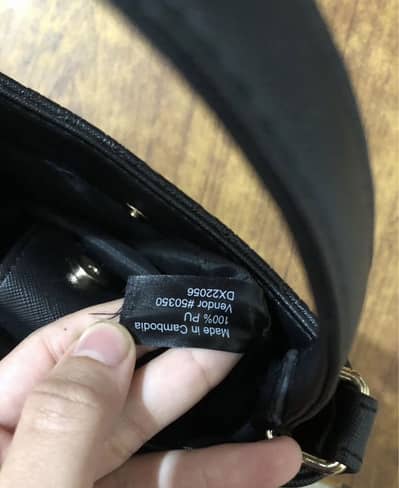 Made in Cambodia
100% PU
Vendor #50350
DX22056